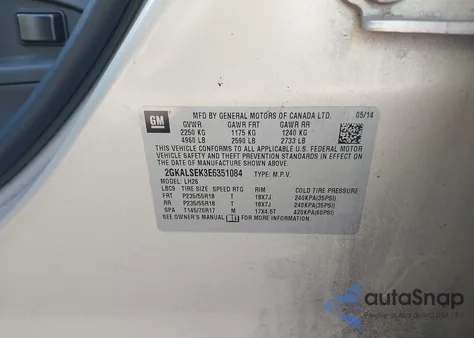 GM
MFD BY GENERAL MOTORS OF CANADA LTD. 05/14
GVWR GAWR FRT GAWR RR
2250 KG 1175 KG 1240 KG
4960 LB 2590 LB 2733 LB
THIS VEHICLE CONFORMS TO ALL APPLICABLE U.S. FEDERAL MOTOR VEHICLE SAFETY, BUMPER, AND THEFT PREVENTION STANDARDS IN EFFECT ON THE DATE OF MANUFACTURE SHOWN ABOVE.
2GKALSEK3E6351084 TYPE: M.P.V.
MODEL: LH26
LBC9 TIRE SIZE SPEED RTG RIM COLD TIRE PRESSURE
FRT P235/55R18 T 18X7J 240KPA(35PSI)
RR P235/55R18 T 18X7J 240KPA(35PSI)
SPA T145/70R17 M 17X4.5T 420KPA(60PSI)
SEE OWNER'S MANUAL FOR MORE INFORMATION.
autoSnap